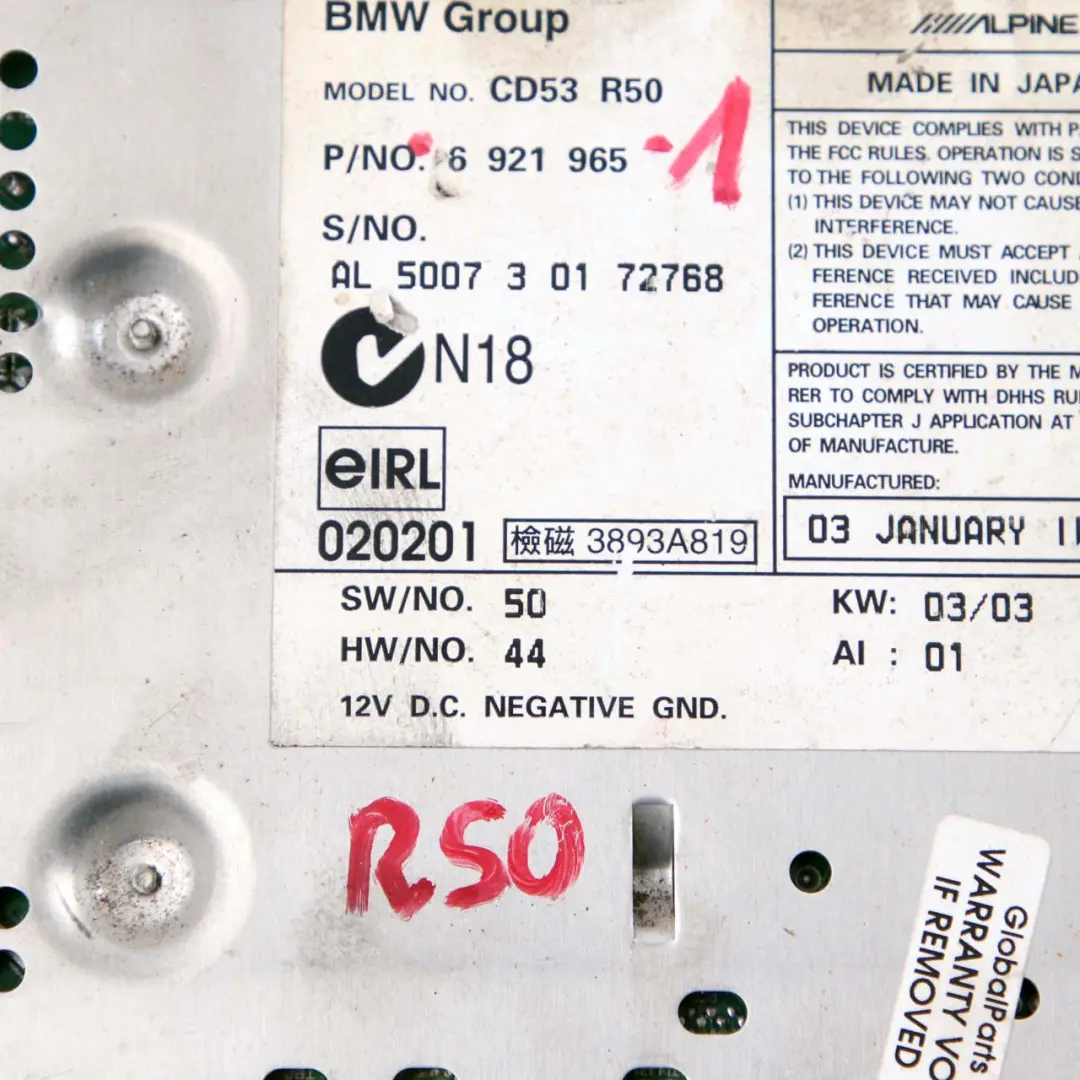 BMW Group
MODEL NO. CD53 R50
P/NO. 6 921 965
1
S/NO.
AL 5007 3 01 72768
N18
eIRL
020201
檢磁 3893A819
ALPINE
MADE IN JAPA
THIS DEVICE COMPLIES WITH P
THE FCC RULES. OPERATION IS S
TO THE FOLLOWING TWO COND
(1) THIS DEVICE MAY NOT CAUSE
INTERFERENCE.
(2) THIS DEVICE MUST ACCEPT
FERENCE RECEIVED INCLUD
FERENCE THAT MAY CAUSE
OPERATION.
PRODUCT IS CERTIFIED BY THE M
RER TO COMPLY WITH DHHS RU
SUBCHAPTER J APPLICATION AT
OF MANUFACTURE.
MANUFACTURED:
03 JANUARY
SW/NO. 50
HW/NO. 44
12V D.C. NEGATIVE GND.
KW: 03/03
AI : 01
R50
GlobalParts
WARRANTY VO
IF REMOVED